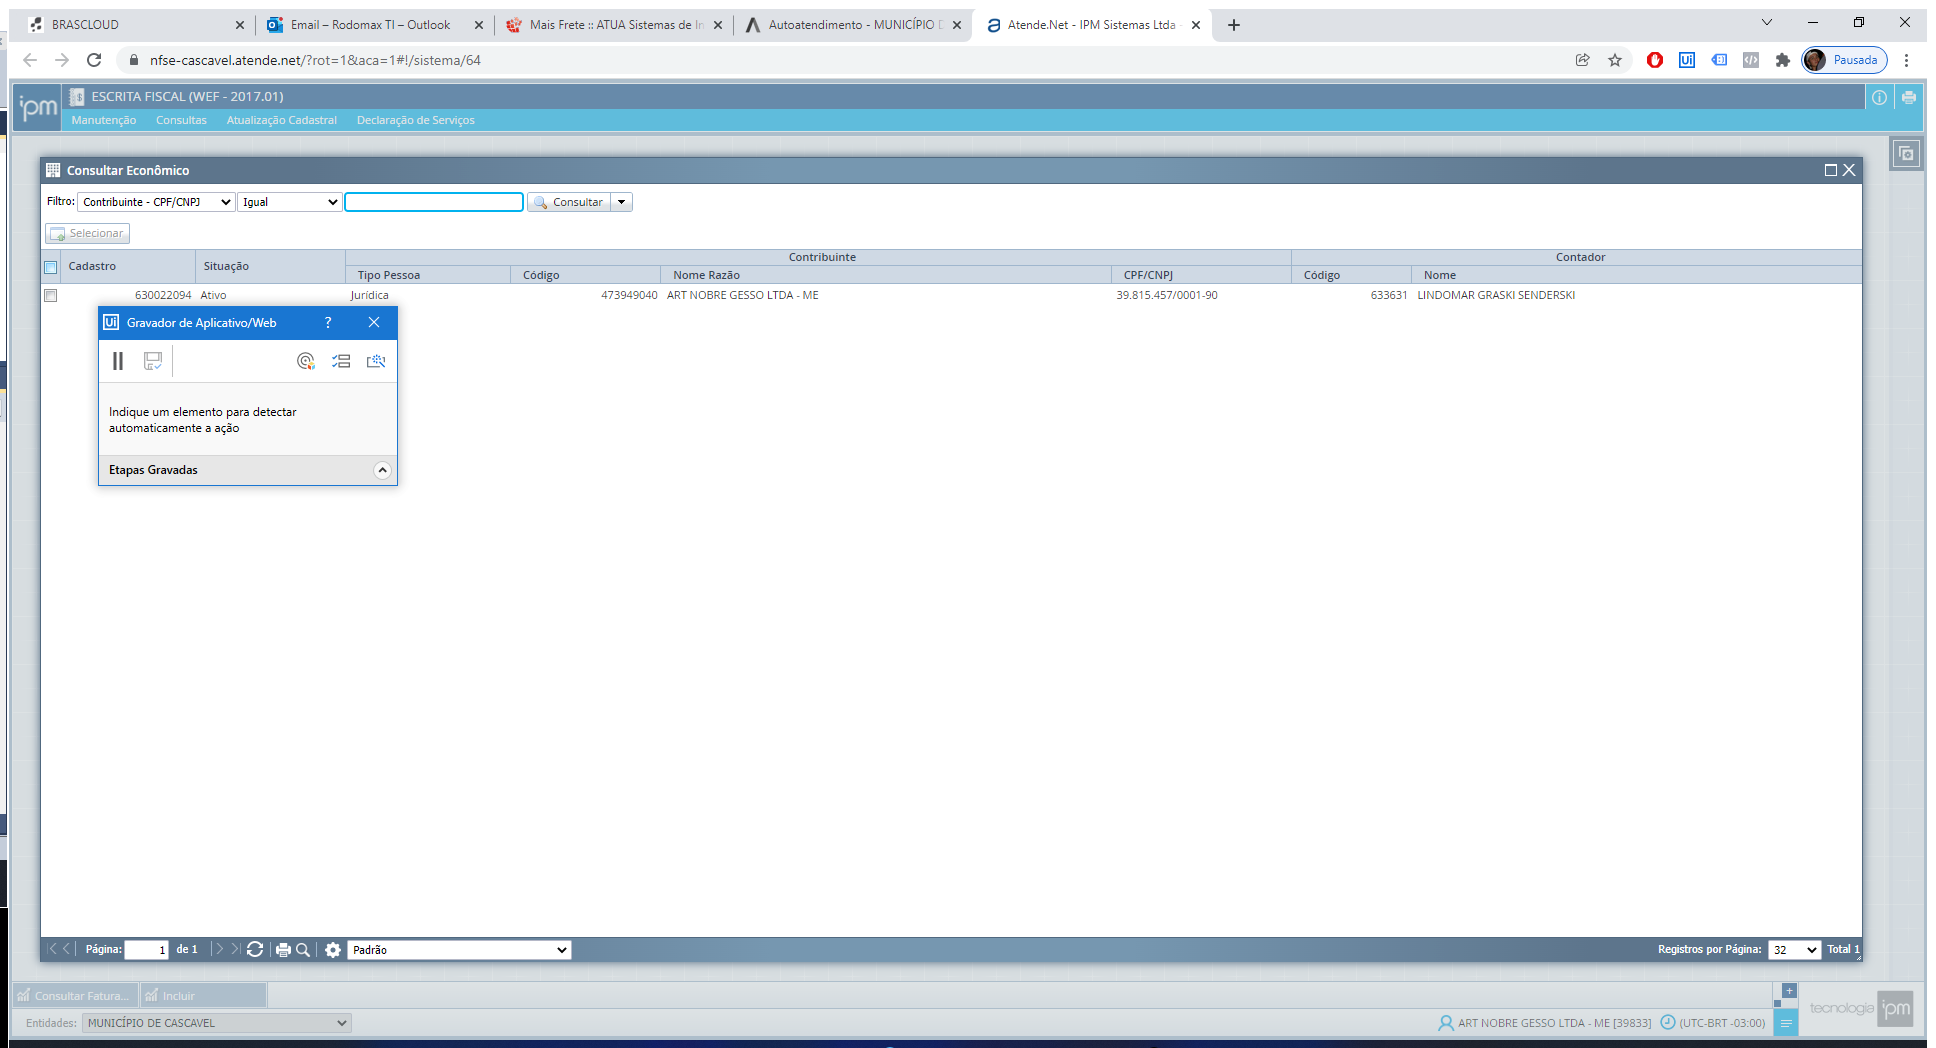 BRASCLOUD
Email – Rodomax TI – Outlook
Mais Frete :: ATUA Sistemas de In
Autoatendimento - MUNICÍPIO D
Atende.Net - IPM Sistemas Ltda
nfse-cascavel.atende.net/?rot=1&aca=1#!/sistema/64
Ui
Pausada
ipm
ESCRITA FISCAL (WEF - 2017.01)
Manutenção Consultas Atualização Cadastral Declaração de Serviços
Consultar Econômico
Filtro: Contribuinte - CPF/CNPJ Igual Consultar
Selecionar
Cadastro Situação Contribuinte Contador
Tipo Pessoa Código Nome Razão CPF/CNPJ Código Nome
630022094 Ativo Jurídica 473949040 ART NOBRE GESSO LTDA - ME 39.815.457/0001-90 633631 LINDOMAR GRASKI SENDERSKI
Ui Gravador de Aplicativo/Web ?
Indique um elemento para detectar
automaticamente a ação
Etapas Gravadas
Página: 1 de 1 Padrão Registros por Página: 32 Total 1
Consultar Fatura... Incluir
Entidades: MUNICÍPIO DE CASCAVEL
ART NOBRE GESSO LTDA - ME [39833] (UTC-BRT -03:00)
tecnologia ipm